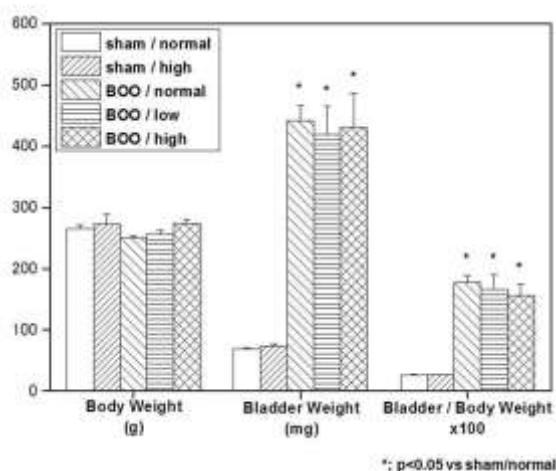 600
500
400
300
200
100
0
sham / normal
sham / high
BOO / normal
BOO / low
BOO / high
* * *
* * *
Body Weight Bladder Weight Bladder / Body Weight
(g) (mg) x100
*; p<0.05 vs sham/normal